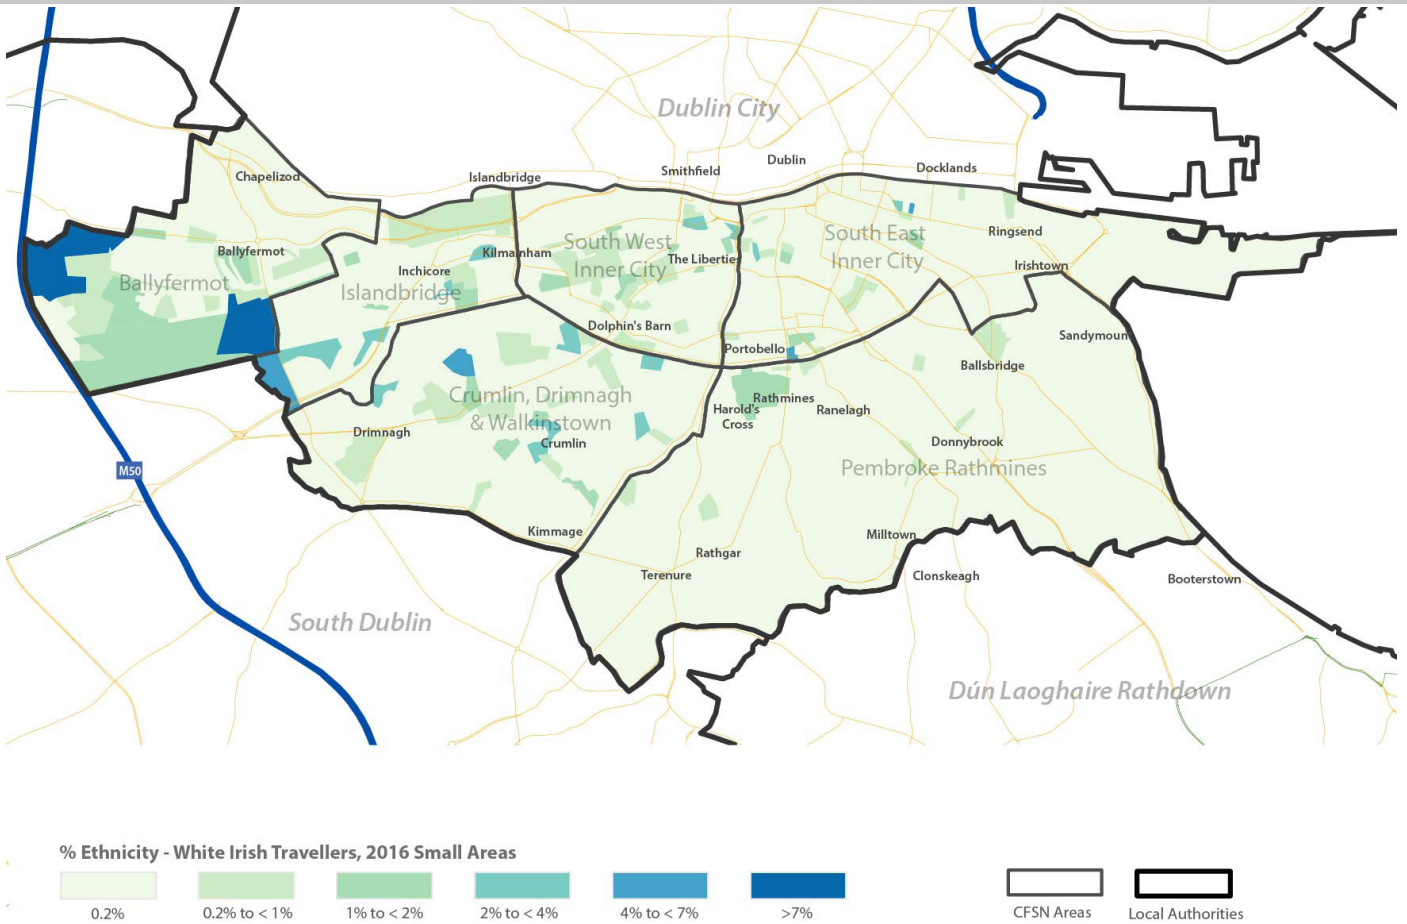 Dublin City
Dublin
Smithfield
Docklands
Islandbridge
Chapelizod
Ballyfermot
Ballyfermot
Inchicore
Islandbridge
Kilmainham
South West
Inner City
The Liberties
South East
Inner City
Ringsend
Irishtown
Dolphin's Barn
Portobello
Sandymoun
Ballsbridge
Crumlin, Drimnagh
& Walkinstown
Rathmines
Harold's
Cross
Ranelagh
Drimnagh
Crumlin
Donnybrook
Pembroke Rathmines
M50
Kimmage
Milltown
Rathgar
Terenure
Clonskeagh
Booterstown
South Dublin
Dún Laoghaire Rathdown
% Ethnicity - White Irish Travellers, 2016 Small Areas
0.2%
0.2% to < 1%
1% to < 2%
2% to < 4%
4% to < 7%
>7%
CFSN Areas
Local Authorities